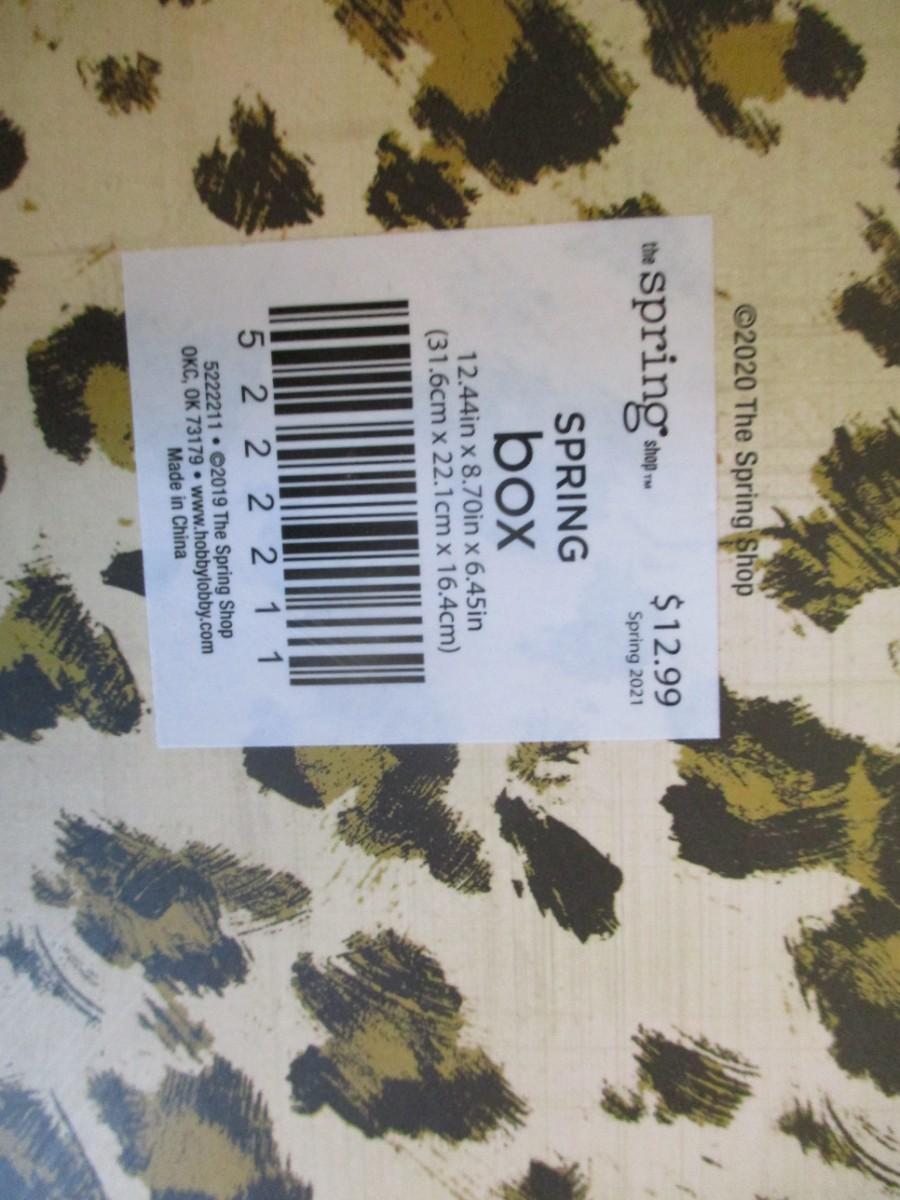 ©2020 The Spring Shop
the spring shop™
$12.99
Spring 2021
SPRING
box
12.44in x 8.70in x 6.45in
(31.6cm x 22.1cm x 16.4cm)
5 2 2 2 2 1 1
5222211 • ©2019 The Spring Shop
OKC, OK 73179 • www.hobbylobby.com
Made in China